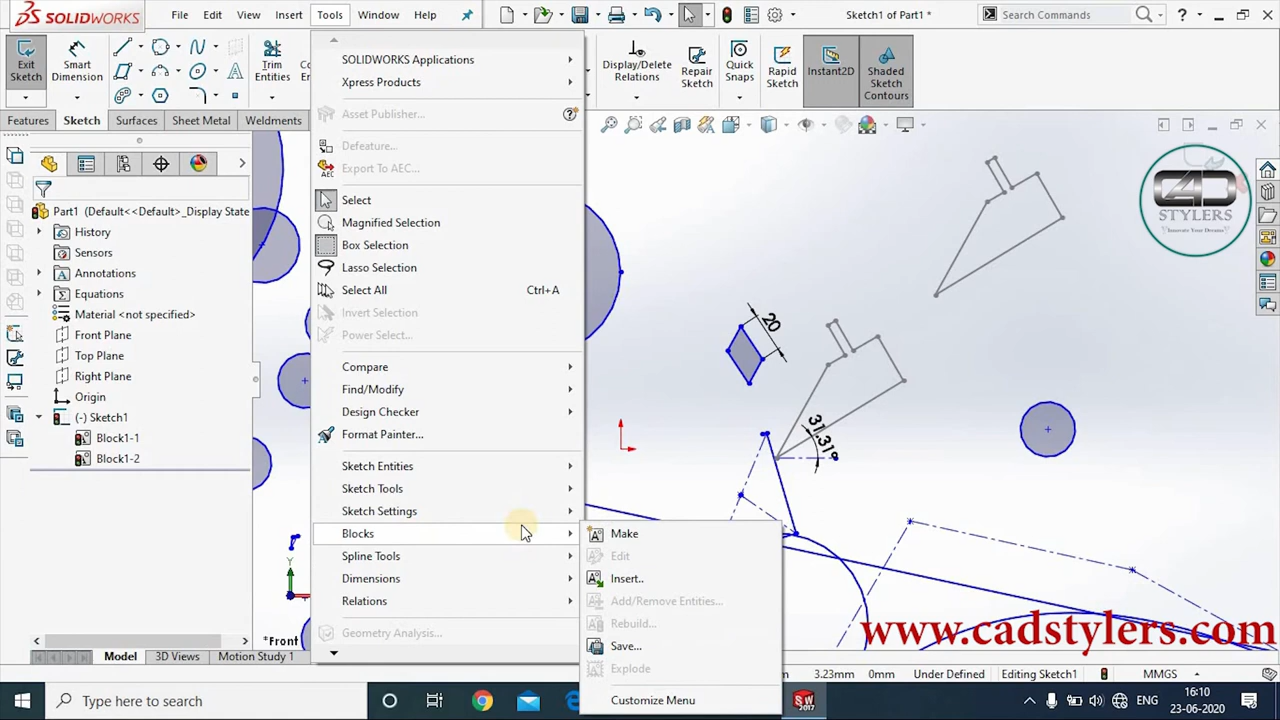 SOLIDWORKS
File Edit View Insert Tools Window Help
Sketch1 of Part1 *
Search Commands
Exit Sketch
Smart Dimension
Trim Entities
Display/Delete Relations
Repair Sketch
Quick Snaps
Rapid Sketch
Instant2D
Shaded Sketch Contours
Features Sketch Surfaces Sheet Metal Weldments
Part1 (Default<<Default>_Display State
History
Sensors
Annotations
Equations
Material <not specified>
Front Plane
Top Plane
Right Plane
Origin
(-) Sketch1
Block1-1
Block1-2
SOLIDWORKS Applications
Xpress Products
Asset Publisher...
Defeature...
Export To AEC...
Select
Magnified Selection
Box Selection
Lasso Selection
Select All Ctrl+A
Invert Selection
Power Select...
Compare
Find/Modify
Design Checker
Format Painter...
Sketch Entities
Sketch Tools
Sketch Settings
Blocks
Spline Tools
Dimensions
Relations
Geometry Analysis...
Make
Edit
Insert..
Add/Remove Entities...
Rebuild...
Save...
Explode
Customize Menu
20
31.31°
CAD
STYLERS
Innovate Your Dreams
www.cadstylers.com
Y
*Front
Model 3D Views Motion Study 1
3.23mm 0mm Under Defined Editing Sketch1 MMGS
Type here to search
SW
2017
ENG
16:10
23-06-2020